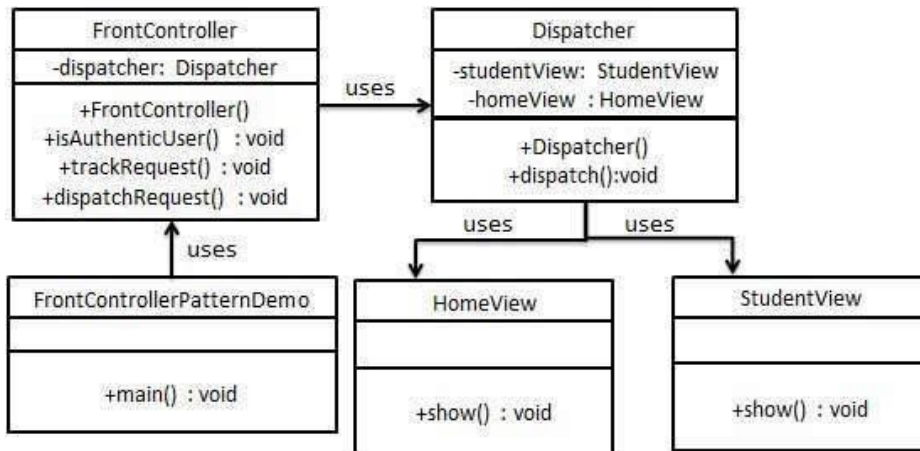 FrontController
-dispatcher: Dispatcher
+FrontController()
+isAuthenticUser() : void
+trackRequest() : void
+dispatchRequest() : void
uses
Dispatcher
-studentView: StudentView
-homeView : HomeView
+Dispatcher()
+dispatch():void
uses
uses
uses
FrontControllerPatternDemo
+main() : void
HomeView
+show() : void
StudentView
+show() : void